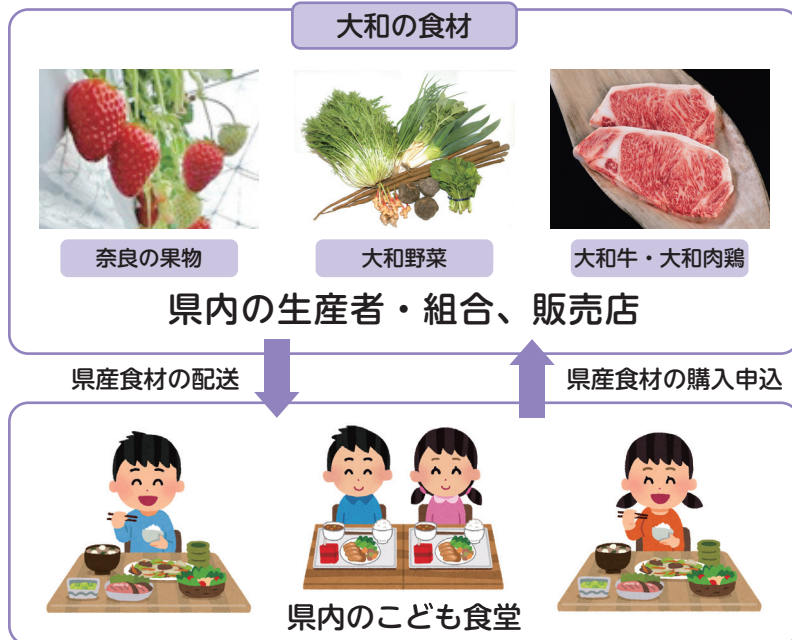 大和の食材
奈良の果物
大和野菜
大和牛・大和肉鶏
県内の生産者・組合、販売店
県産食材の配送
県産食材の購入申込
県内のこども食堂